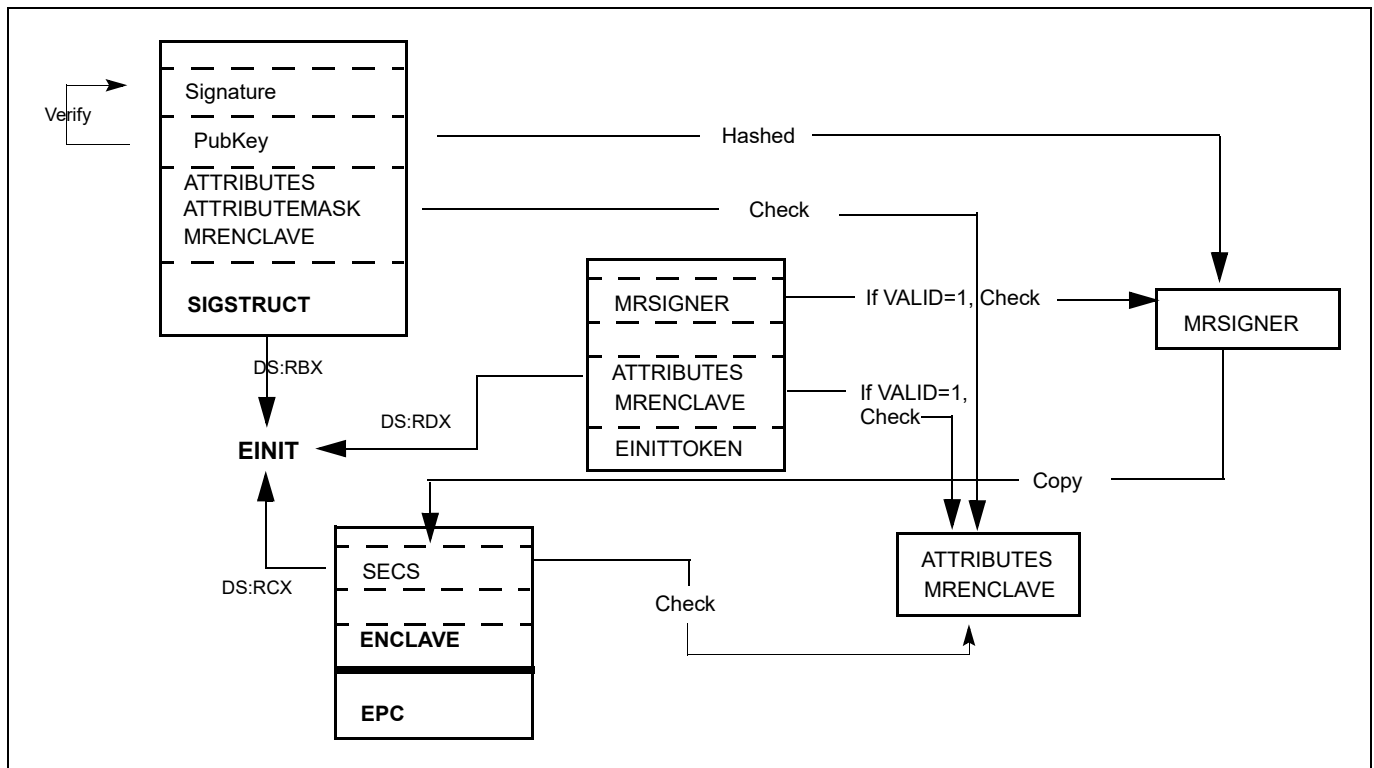 Signature
Verify
PubKey
Hashed
ATTRIBUTES
ATTRIBUTEMASK
MRENCLAVE
Check
SIGSTRUCT
MRSIGNER
If VALID=1, Check
MRSIGNER
DS:RBX
ATTRIBUTES
MRENCLAVE
If VALID=1,
Check
DS:RDX
EINIT
EINITTOKEN
Copy
SECS
DS:RCX
Check
ATTRIBUTES
MRENCLAVE
ENCLAVE
EPC